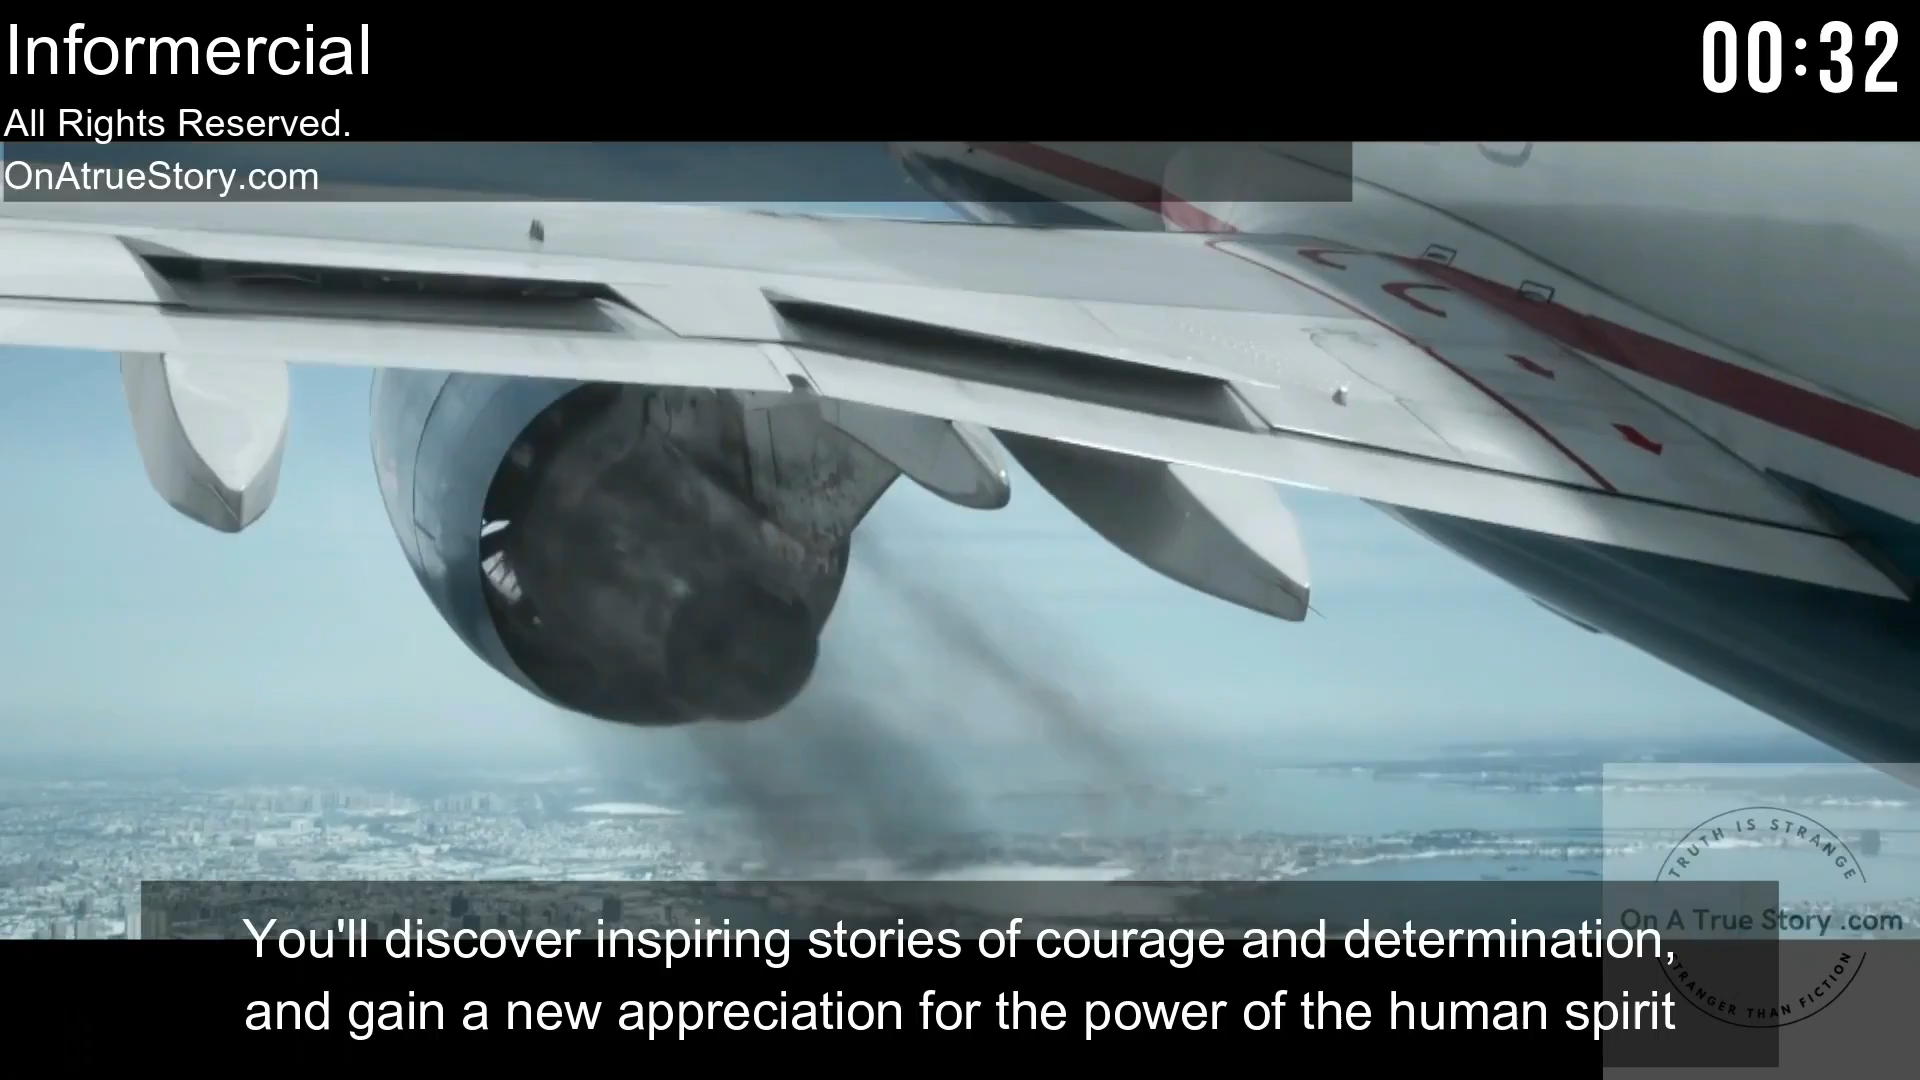 Informercial
00:32
All Rights Reserved.
OnAtrueStory.com
TRUTH IS STRANGE
On A True Story .com
You'll discover inspiring stories of courage and determination,
and gain a new appreciation for the power of the human spirit
STRANGER THAN FICTION